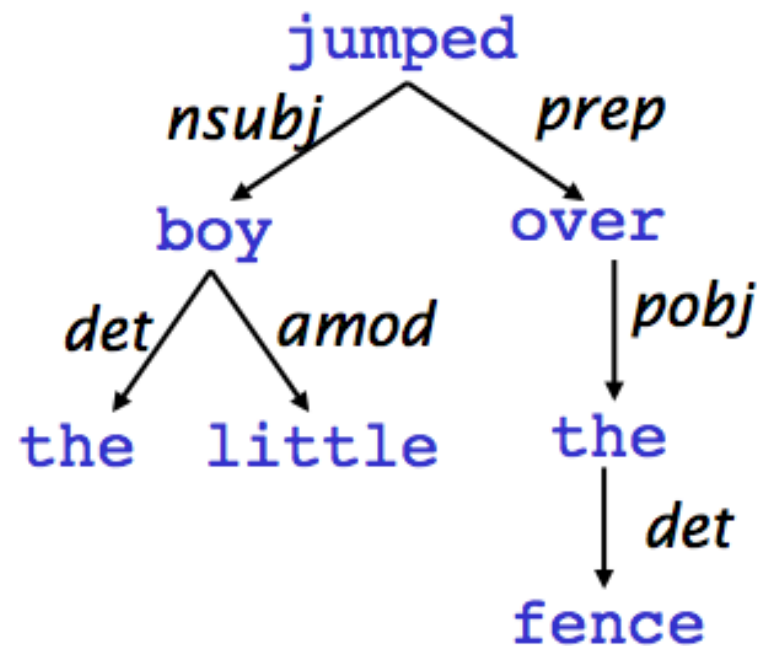 jumped
nsubj prep
boy over
det amod pobj
the little the
det
fence